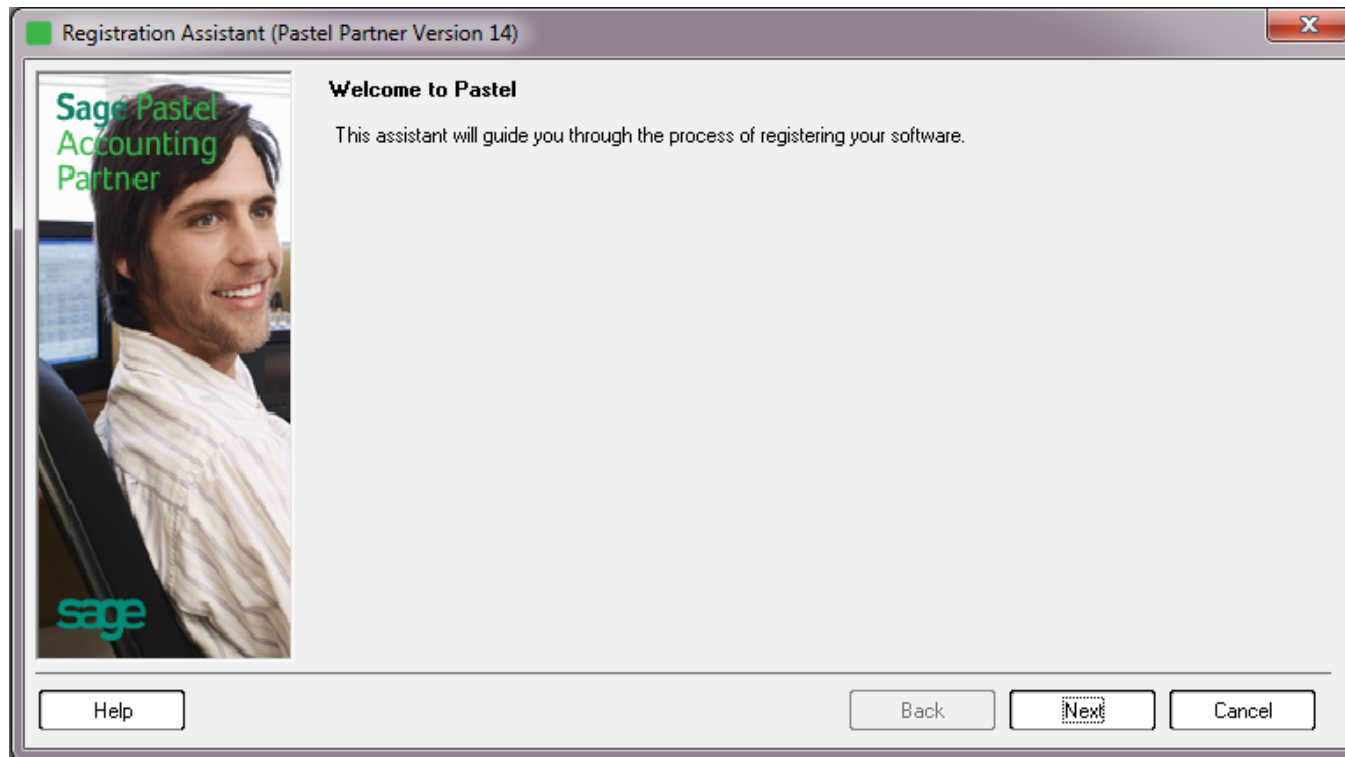 Registration Assistant (Pastel Partner Version 14)
Sage Pastel
Accounting
Partner
Welcome to Pastel
This assistant will guide you through the process of registering your software.
sage
Help
Back
Next
Cancel